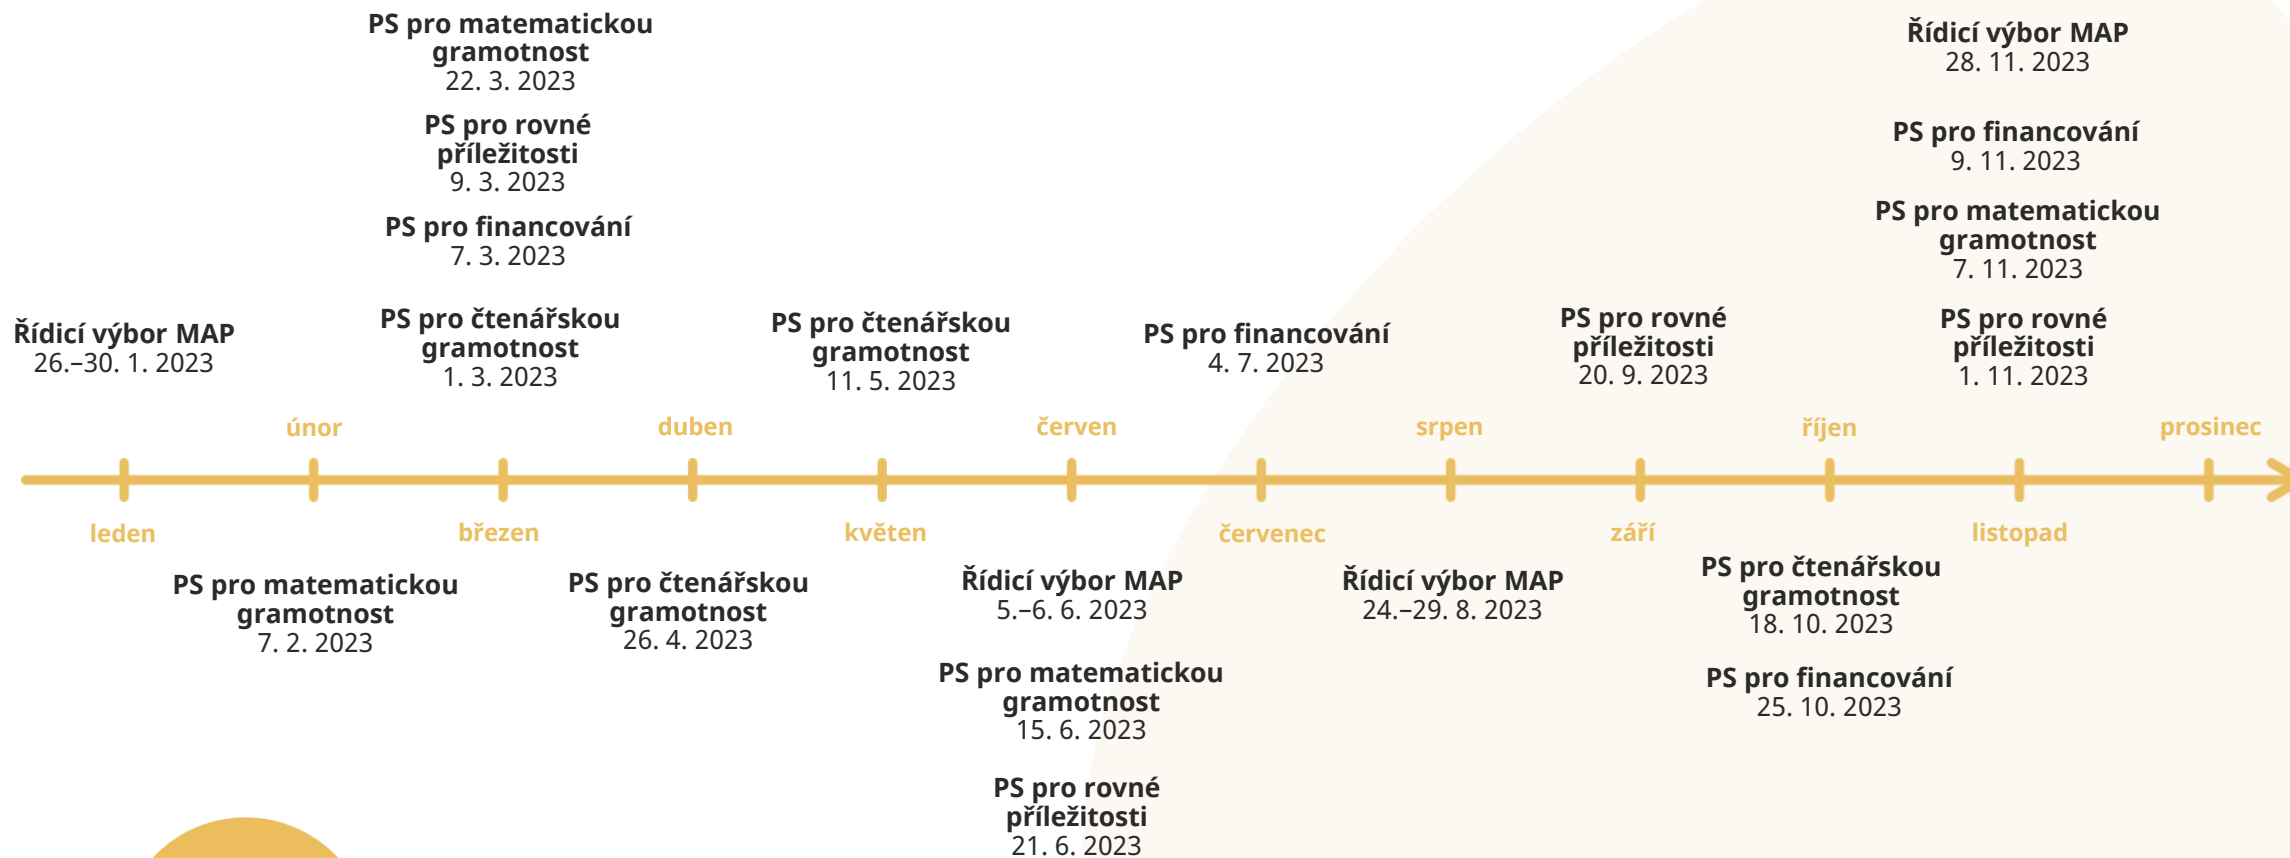 PS pro matematickou
gramotnost
22. 3. 2023
PS pro rovné
příležitosti
9. 3. 2023
PS pro financování
7. 3. 2023
Řídicí výbor MAP
26.–30. 1. 2023
PS pro čtenářskou
gramotnost
1. 3. 2023
PS pro čtenářskou
gramotnost
11. 5. 2023
PS pro financování
4. 7. 2023
PS pro rovné
příležitosti
20. 9. 2023
Řídicí výbor MAP
28. 11. 2023
PS pro financování
9. 11. 2023
PS pro matematickou
gramotnost
7. 11. 2023
PS pro rovné
příležitosti
1. 11. 2023
únor
duben
červen
srpen
říjen
prosinec
leden
březen
květen
červenec
září
listopad
PS pro matematickou
gramotnost
7. 2. 2023
PS pro čtenářskou
gramotnost
26. 4. 2023
Řídicí výbor MAP
5.–6. 6. 2023
PS pro matematickou
gramotnost
15. 6. 2023
PS pro rovné
příležitosti
21. 6. 2023
Řídicí výbor MAP
24.–29. 8. 2023
PS pro čtenářskou
gramotnost
18. 10. 2023
PS pro financování
25. 10. 2023